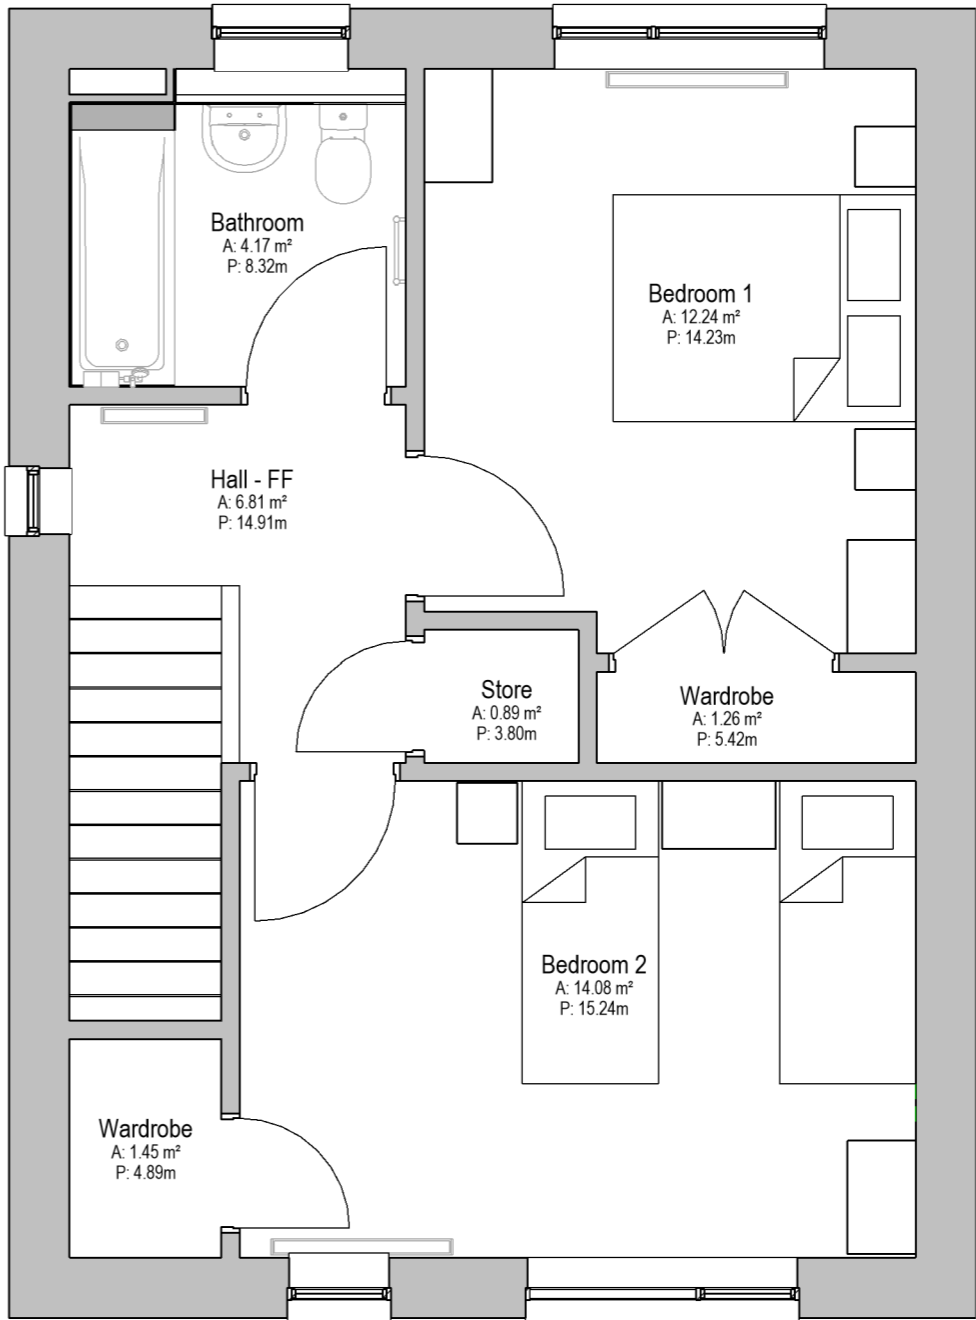 Bathroom
A: 4.17 m²
P: 8.32m
Bedroom 1
A: 12.24 m²
P: 14.23m
Hall - FF
A: 6.81 m²
P: 14.91m
Store
A: 0.89 m²
P: 3.80m
Wardrobe
A: 1.26 m²
P: 5.42m
Bedroom 2
A: 14.08 m²
P: 15.24m
Wardrobe
A: 1.45 m²
P: 4.89m